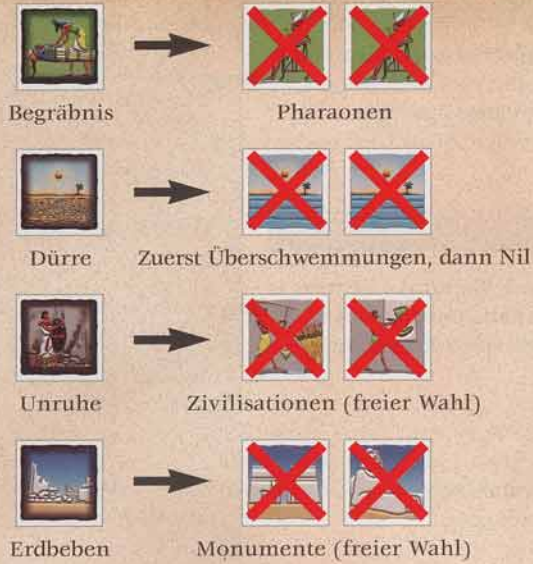 Begräbnis Pharaonen
Dürre Zuerst Überschwemmungen, dann Nil
Unruhe Zivilisationen (freier Wahl)
Erdbeben Monumente (freier Wahl)